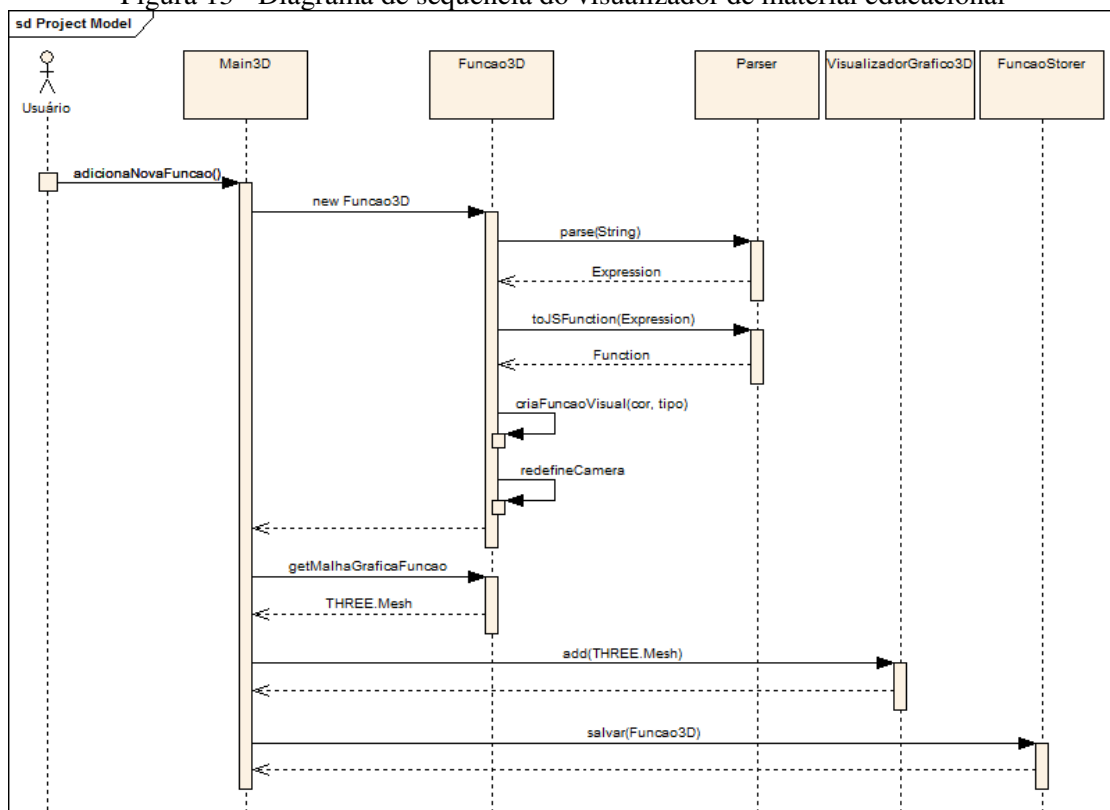 Figura 15 - Diagrama de sequência do visualizador de material educacional
sd Project Model
Usuário
Main3D
Funcao3D
Parser
VisualizadorGrafico3D
FuncaoStorer
adicionaNovaFuncao()
new Funcao3D
parse(String)
Expression
toJSFunction(Expression)
Function
criaFuncaoVisual(cor, tipo)
redefineCamera
getMalhaGraficaFuncao
THREE.Mesh
add(THREE.Mesh)
salvar(Funcao3D)